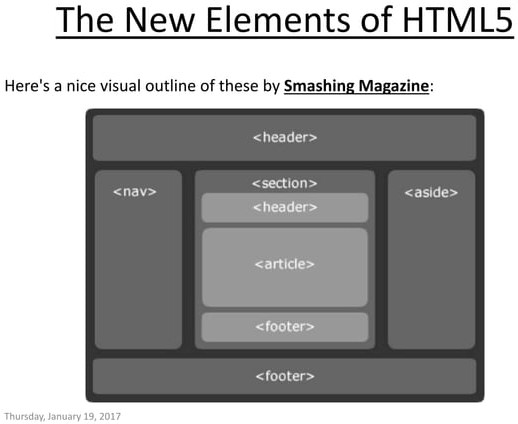 The New Elements of HTML5
Here's a nice visual outline of these by Smashing Magazine:
<header>
<nav>
<section>
<header>
<article>
<footer>
<aside>
<footer>
Thursday, January 19, 2017